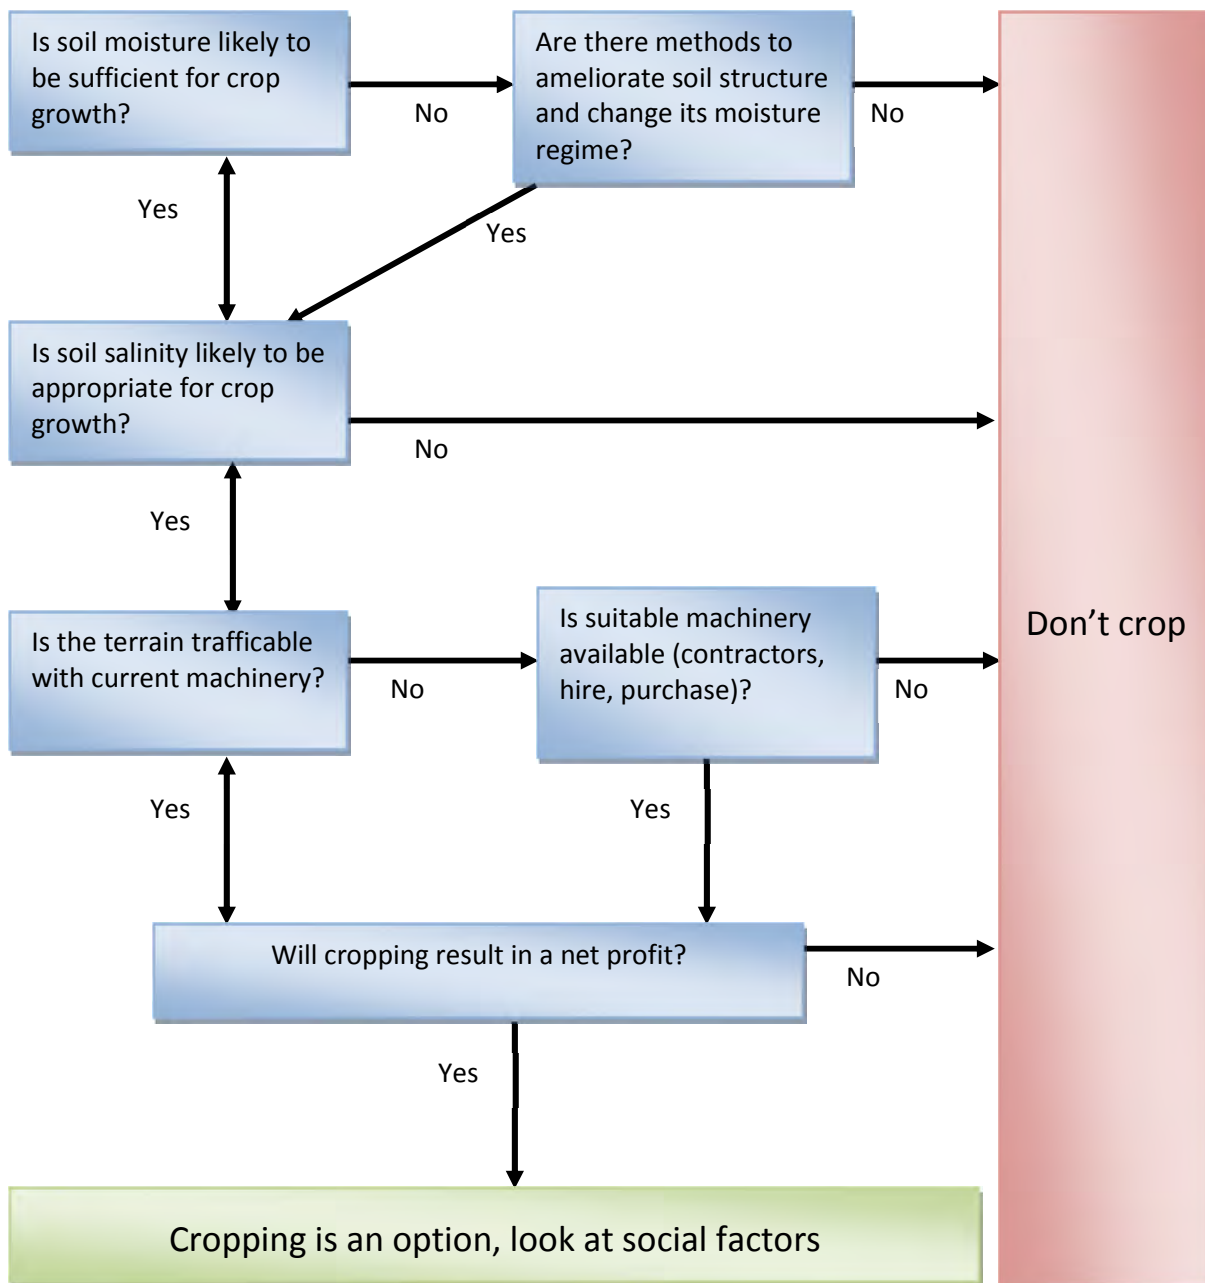 Is soil moisture likely to
be sufficient for crop
growth?
No
Are there methods to
ameliorate soil structure
and change its moisture
regime?
No
Yes
Yes
Is soil salinity likely to be
appropriate for crop
growth?
No
Yes
Is the terrain trafficable
with current machinery?
No
Is suitable machinery
available (contractors,
hire, purchase)?
No
Don’t crop
Yes
Yes
Will cropping result in a net profit?
No
Yes
Cropping is an option, look at social factors